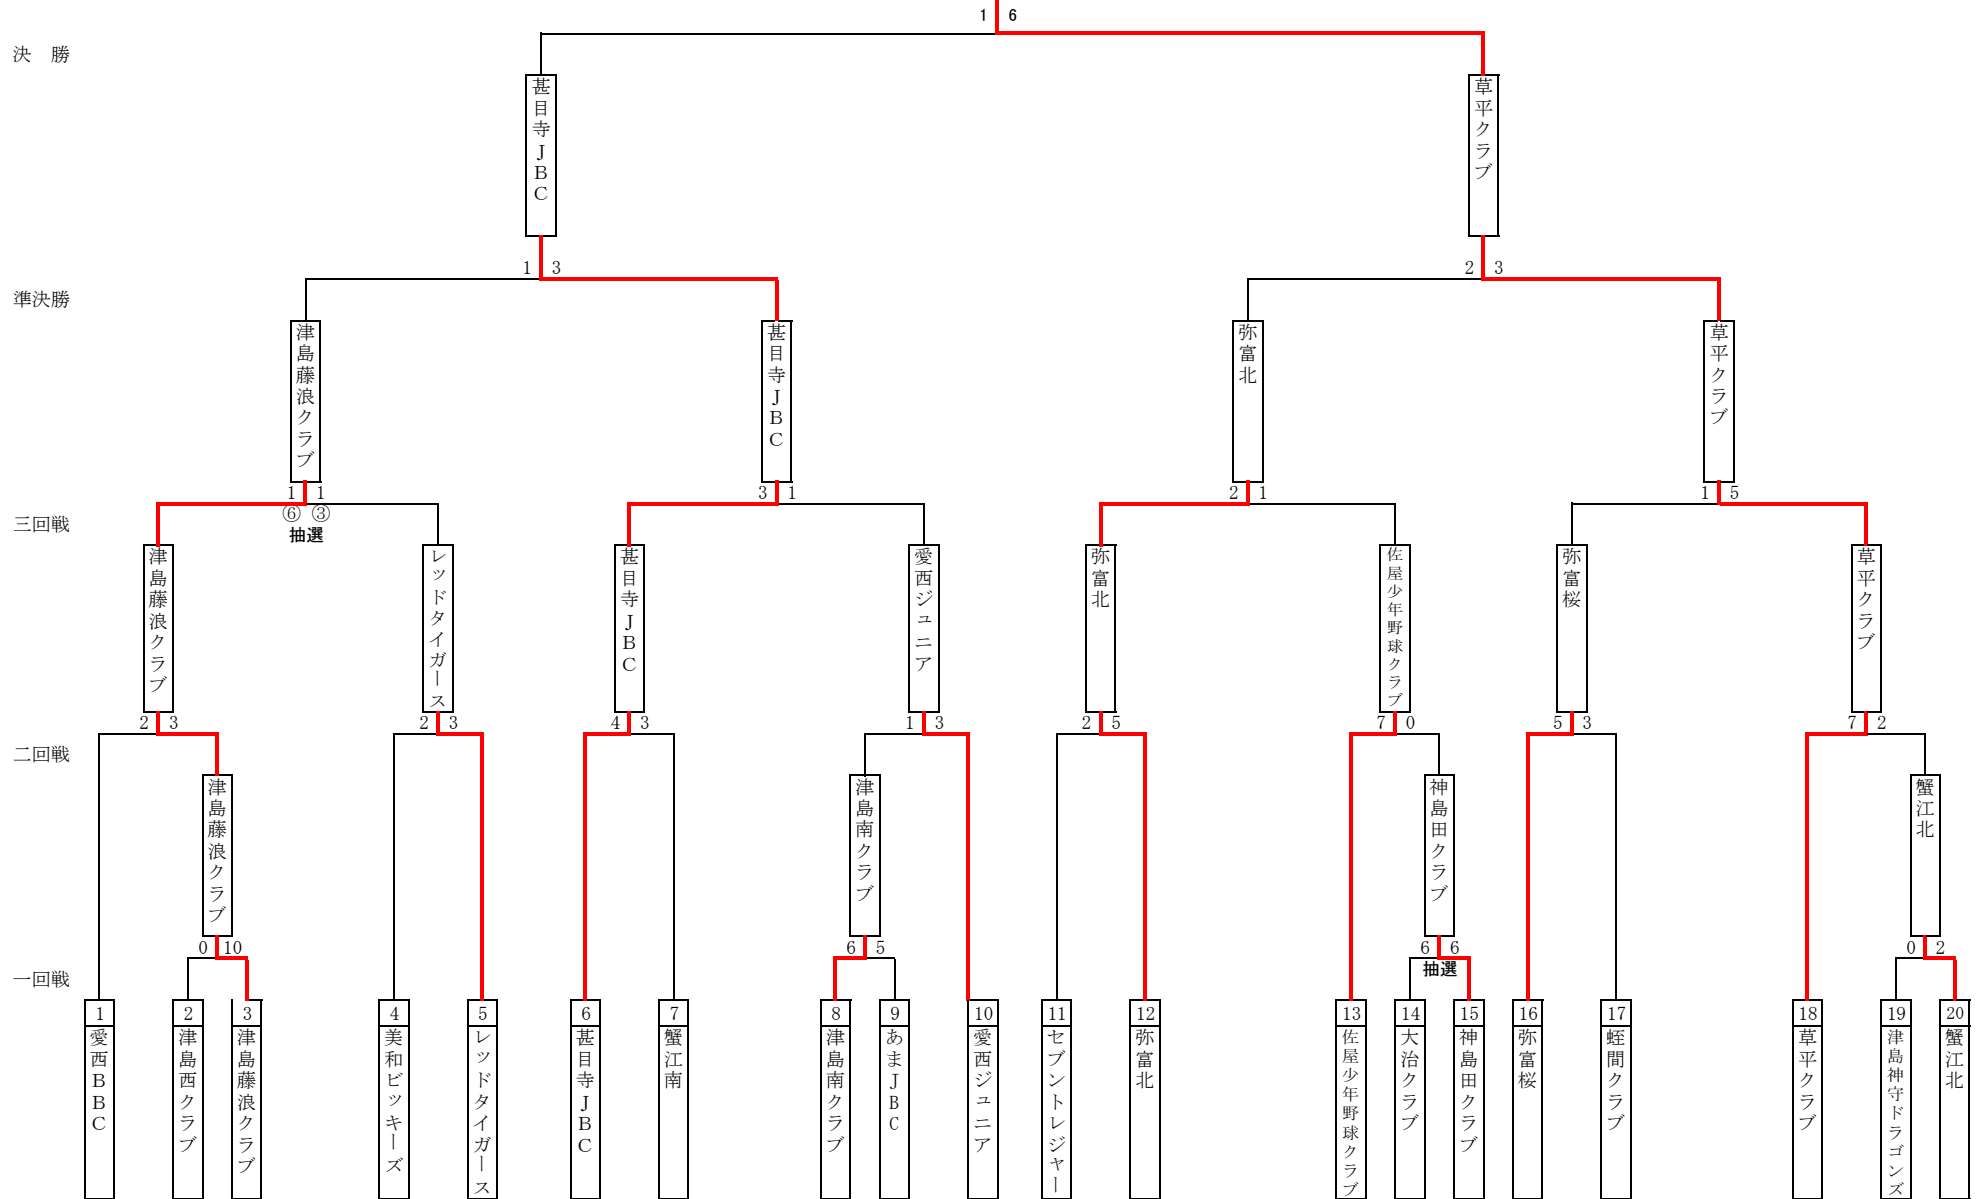 1 6
決 勝
甚目寺JBC
草平クラブ
1 3
2 3
準決勝
津島藤浪クラブ
甚目寺JBC
弥富北
草平クラブ
1 1
3 1
2 1
1 5
⑥ ③
抽選
三回戦
津島藤浪クラブ
レッドタイガース
甚目寺JBC
愛西ジュニア
弥富北
佐屋少年野球クラブ
弥富桜
草平クラブ
2 3
2 3
4 3
1 3
2 5
7 0
5 3
7 2
二回戦
津島藤浪クラブ
津島南クラブ
神島田クラブ
蟹江北
0 10
6 5
6 6
抽選
0 2
一回戦
1 愛西BBC
2 津島西クラブ
3 津島藤浪クラブ
4 美和ビッキーズ
5 レッドタイガース
6 甚目寺JBC
7 蟹江南
8 津島南クラブ
9 あまJBC
10 愛西ジュニア
11 セブントレジャー
12 弥富北
13 佐屋少年野球クラブ
14 大治クラブ
15 神島田クラブ
16 弥富桜
17 蛭間クラブ
18 草平クラブ
19 津島神守ドラゴンズ
20 蟹江北